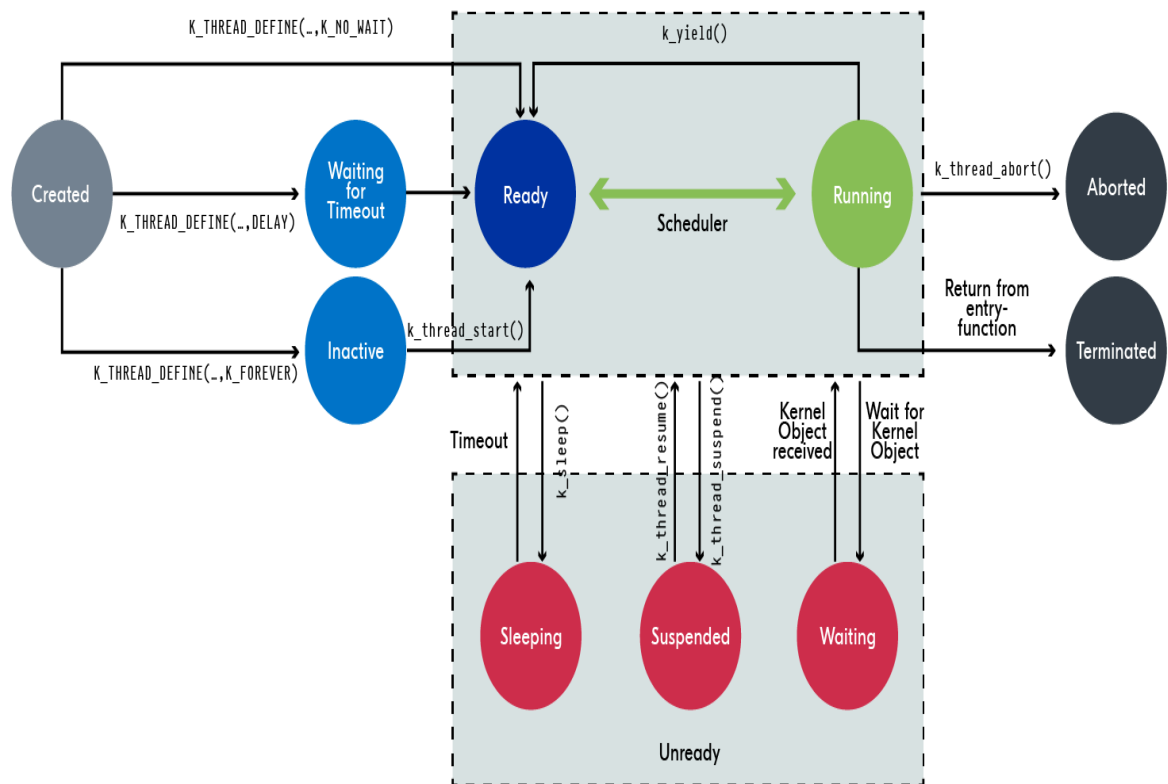 K_THREAD_DEFINE(…,K_NO_WAIT)
k_yield()
Created
Waiting
for
Timeout
Ready
Scheduler
Running
k_thread_abort()
Aborted
K_THREAD_DEFINE(…,DELAY)
Return from
entry-
function
Inactive
k_thread_start()
Terminated
K_THREAD_DEFINE(…,K_FOREVER)
Timeout
k_sleep()
k_thread_resume()
k_thread_suspend()
Kernel
Object
received
Wait for
Kernel
Object
Sleeping
Suspended
Waiting
Unready